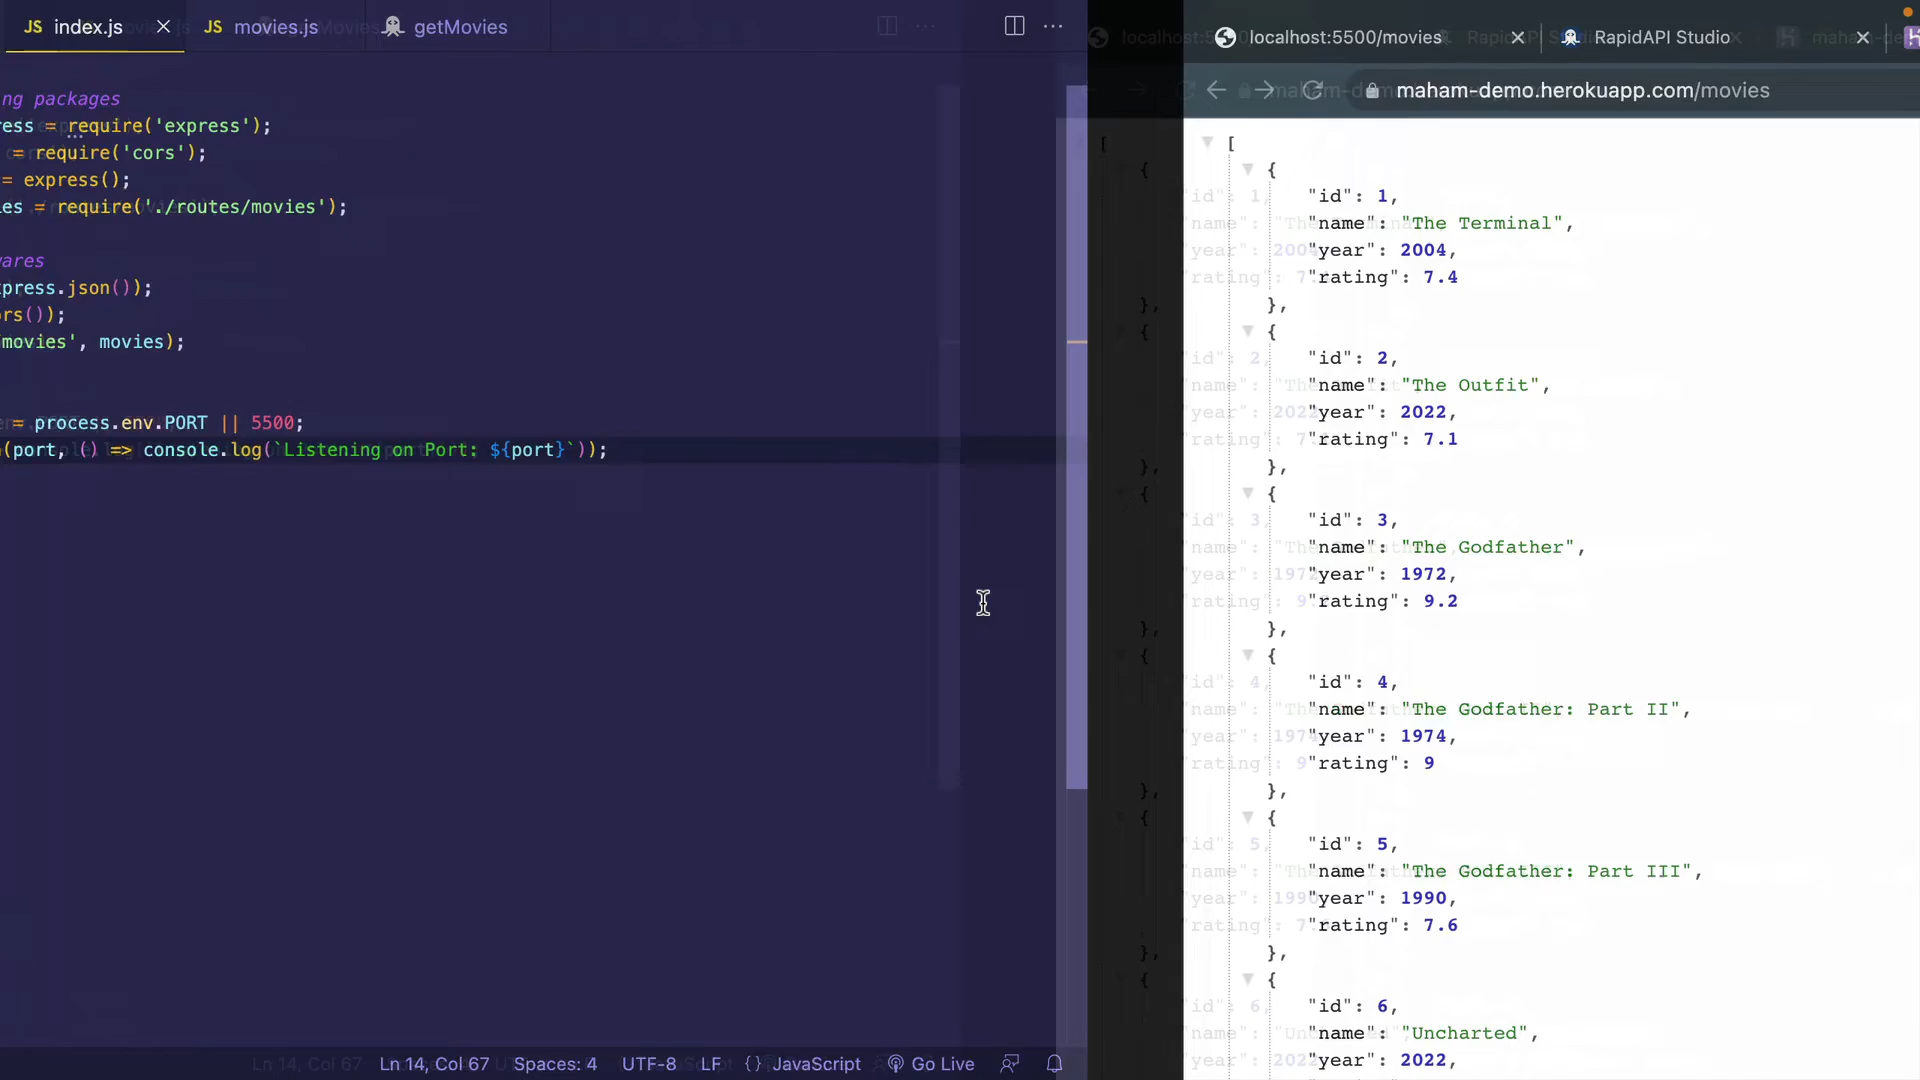 JS index.js
JS movies.js
getMovies
ng packages
ress = require('express');
= require('cors');
= express();
ies = require('./routes/movies');
ares
xpress.json());
rs());
movies', movies);
= process.env.PORT || 5500;
(port, () => console.log(`Listening on Port: ${port}`));
Ln 14, Col 67
Spaces: 4
UTF-8
LF
{} JavaScript
Go Live
localhost:5500/movies
RapidAPI Studio
maham-demo.herokuapp.com/movies
[
{
"id": 1,
"name": "The Terminal",
"year": 2004,
"rating": 7.4
},
{
"id": 2,
"name": "The Outfit",
"year": 2022,
"rating": 7.1
},
{
"id": 3,
"name": "The Godfather",
"year": 1972,
"rating": 9.2
},
{
"id": 4,
"name": "The Godfather: Part II",
"year": 1974,
"rating": 9
},
{
"id": 5,
"name": "The Godfather: Part III",
"year": 1990,
"rating": 7.6
},
{
"id": 6,
"name": "Uncharted",
"year": 2022,